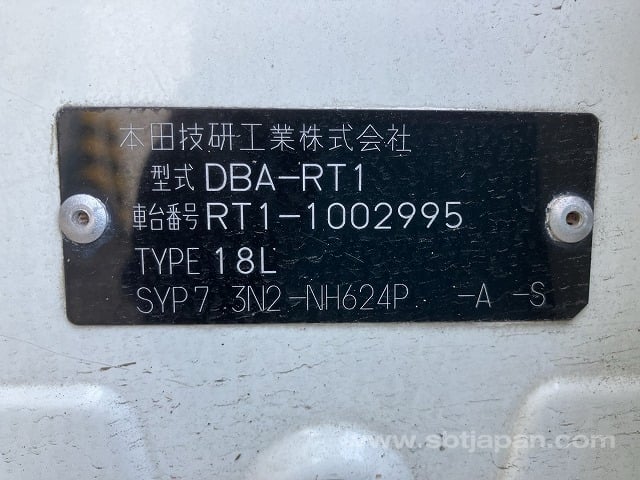 本田技研工業株式会社
型式 DBA-RT1
車台番号 RT1-1002995
TYPE 18L
SYP7 3N2-NH624P -A -S
www.sbtjapan.com